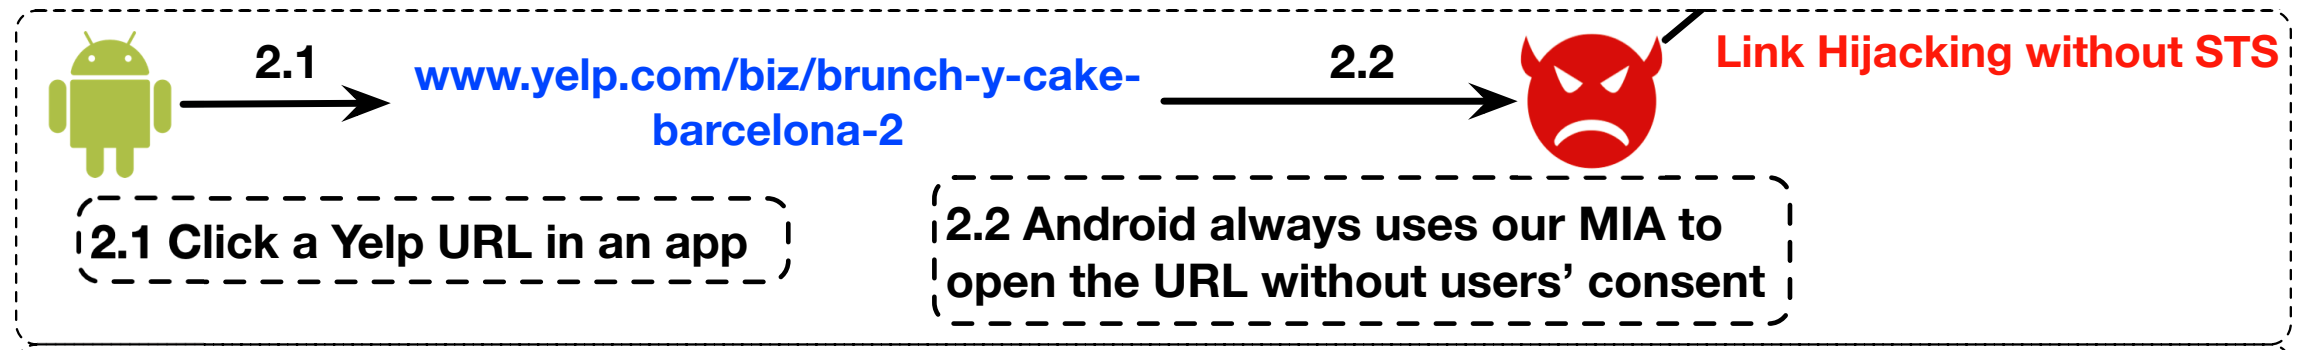 2.1
www.yelp.com/biz/brunch-y-cake-
barcelona-2
2.2
Link Hijacking without STS
2.1 Click a Yelp URL in an app
2.2 Android always uses our MIA to
open the URL without users’ consent